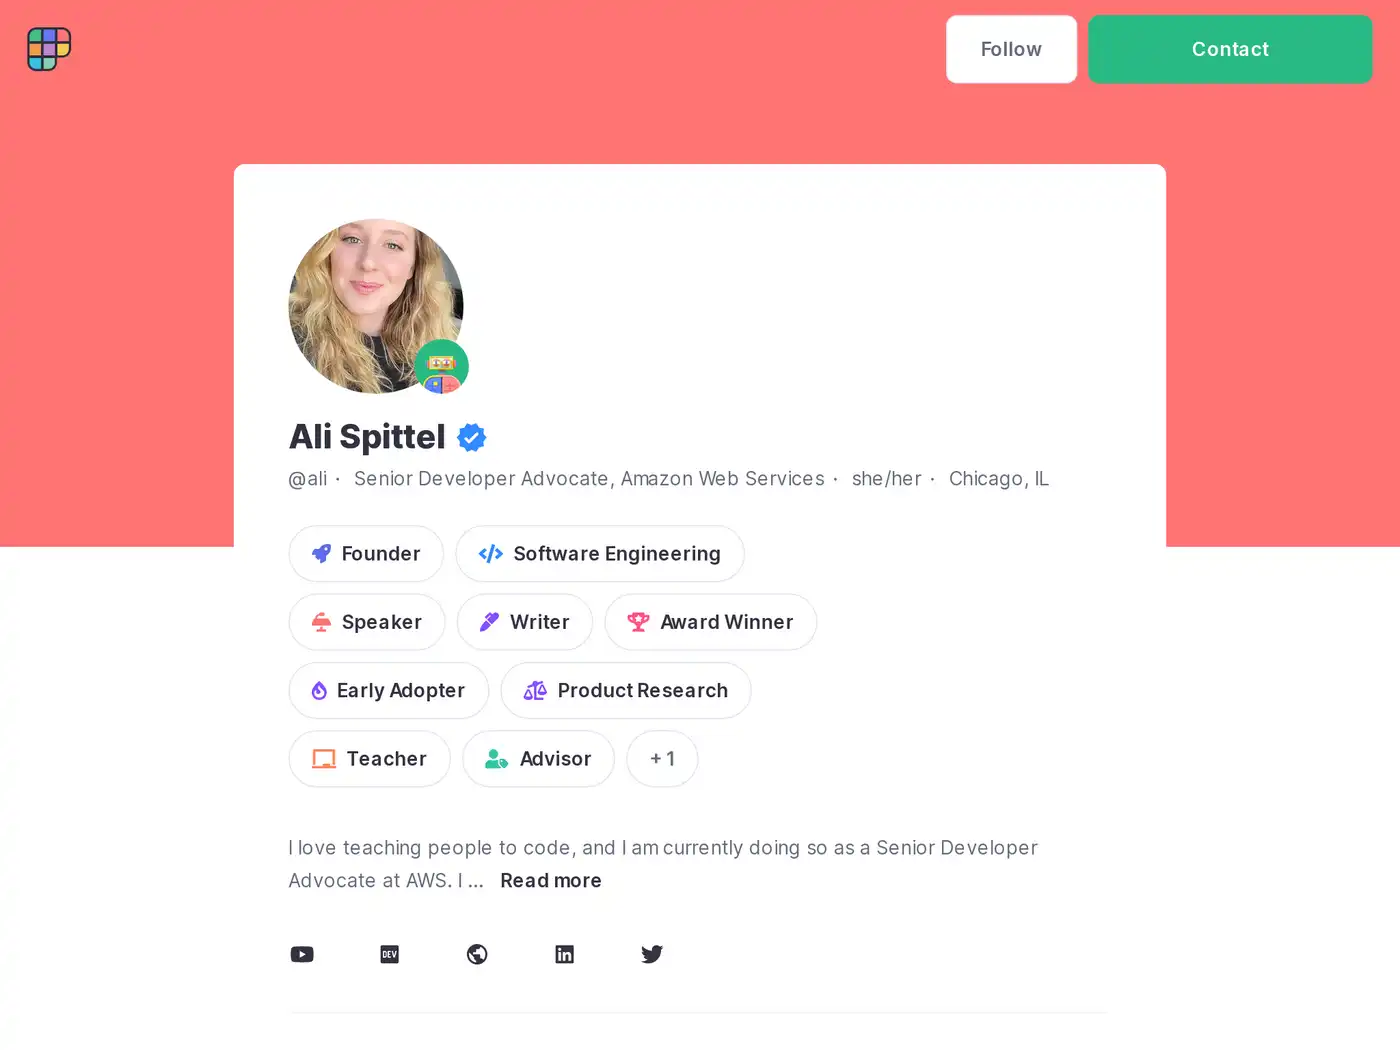 Follow
Contact
Ali Spittel
@ali · Senior Developer Advocate, Amazon Web Services · she/her · Chicago, IL
Founder
Software Engineering
Speaker
Writer
Award Winner
Early Adopter
Product Research
Teacher
Advisor
+ 1
I love teaching people to code, and I am currently doing so as a Senior Developer
Advocate at AWS. I ... Read more
DEV
in